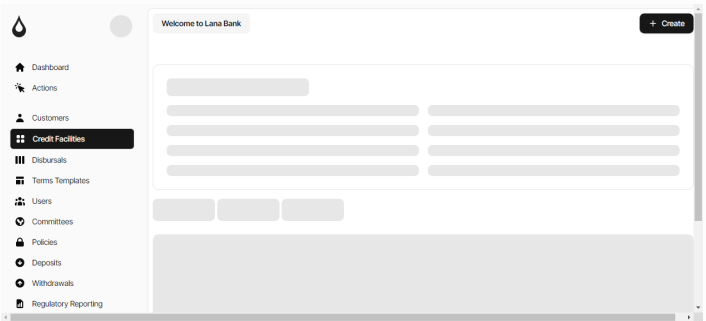 Welcome to Lana Bank
+ Create
Dashboard
Actions
Customers
Credit Facilities
Disbursals
Terms Templates
Users
Committees
Policies
Deposits
Withdrawals
Regulatory Reporting